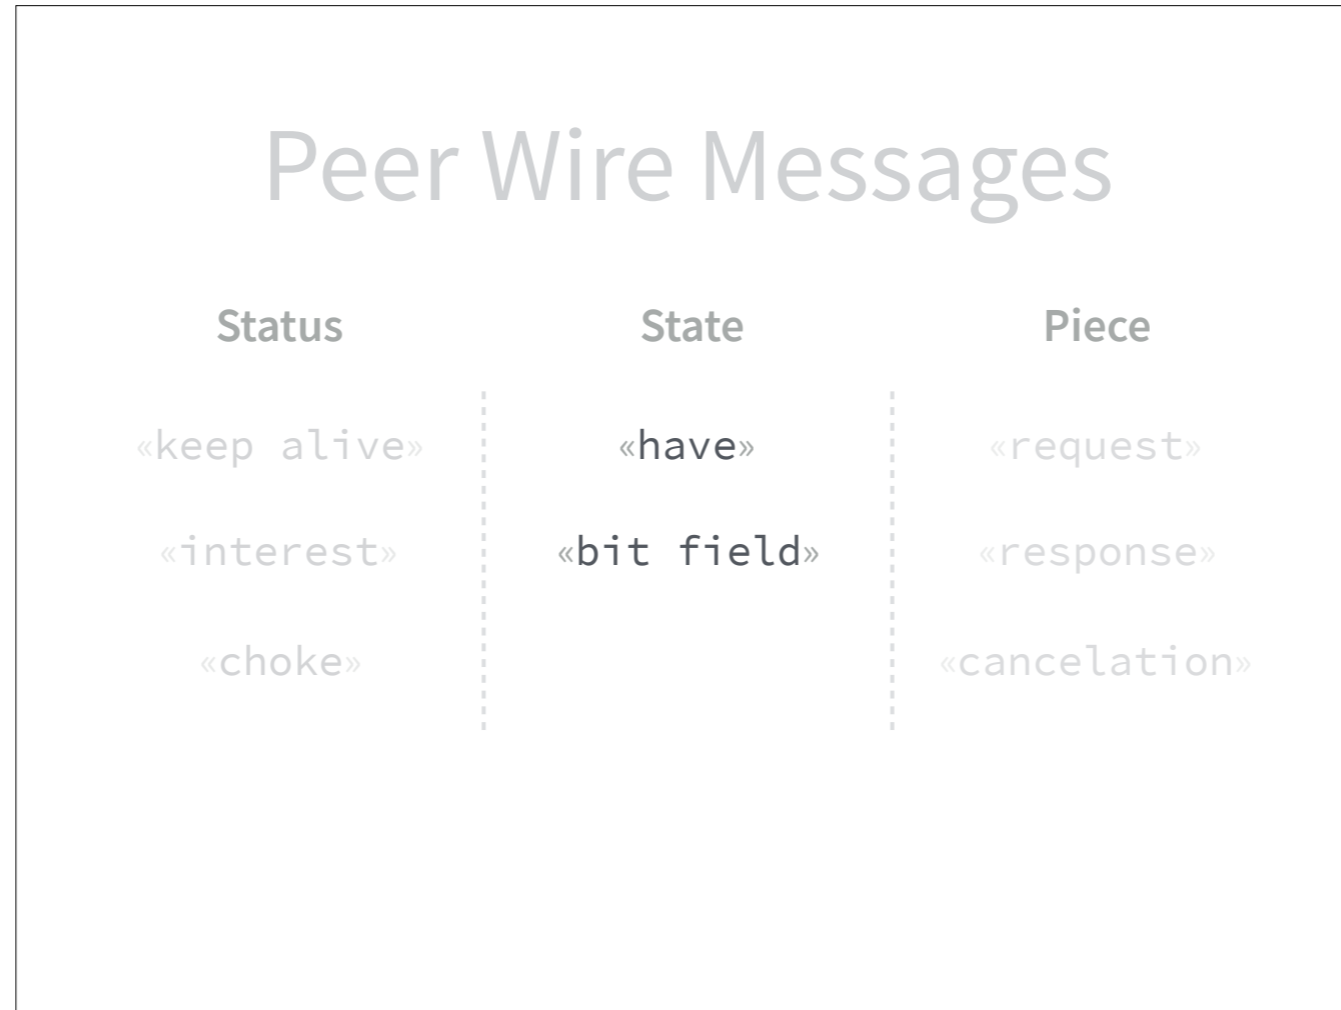 Peer Wire Messages
Status State Piece
«keep alive» «have» «request»
«interest» «bit field» «response»
«choke» «cancelation»